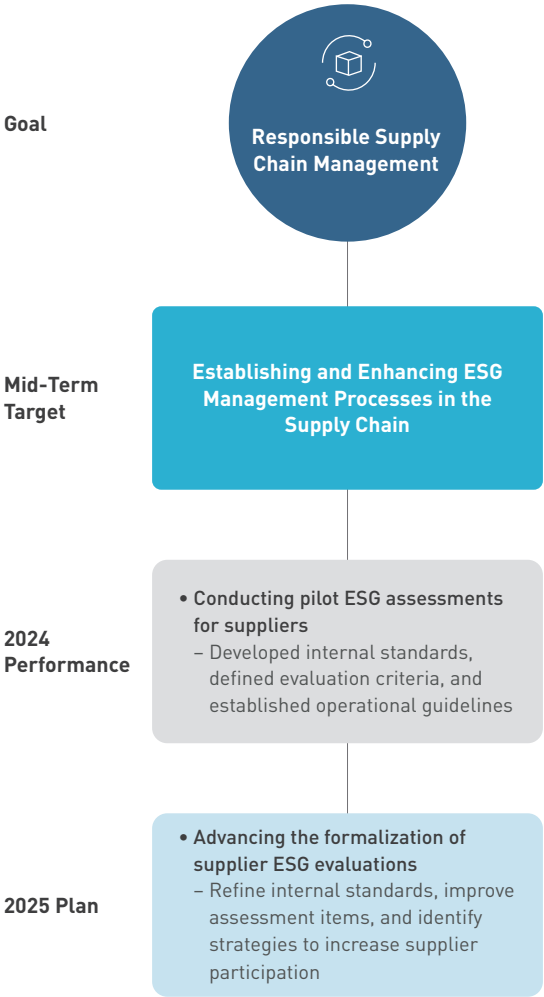 Goal
Responsible Supply
Chain Management
Mid-Term
Target
Establishing and Enhancing ESG
Management Processes in the
Supply Chain
2024
Performance
• Conducting pilot ESG assessments
for suppliers
– Developed internal standards,
defined evaluation criteria, and
established operational guidelines
2025 Plan
• Advancing the formalization of
supplier ESG evaluations
– Refine internal standards, improve
assessment items, and identify
strategies to increase supplier
participation